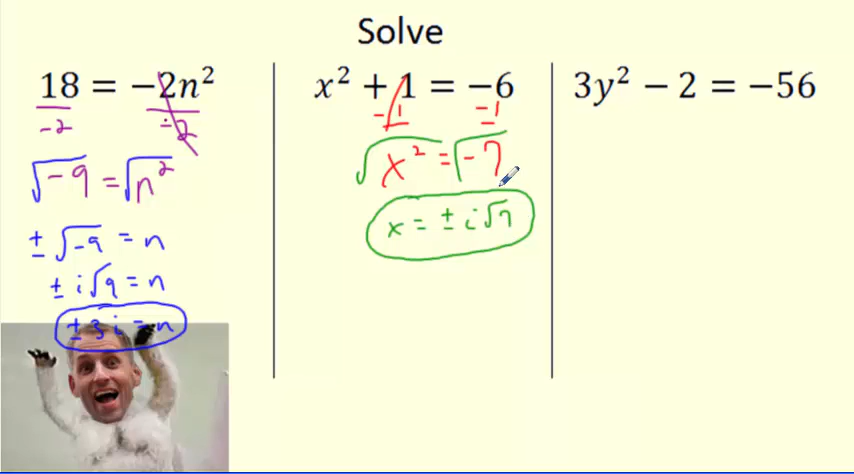 Solve
18 = -2n²
-2 -2
√-9 = √n²
± √-9 = n
± i√9 = n
± 3i = n
x² + 1 = -6
-1 -1
√x² = √-7
x = ± i√7
3y² − 2 = −56